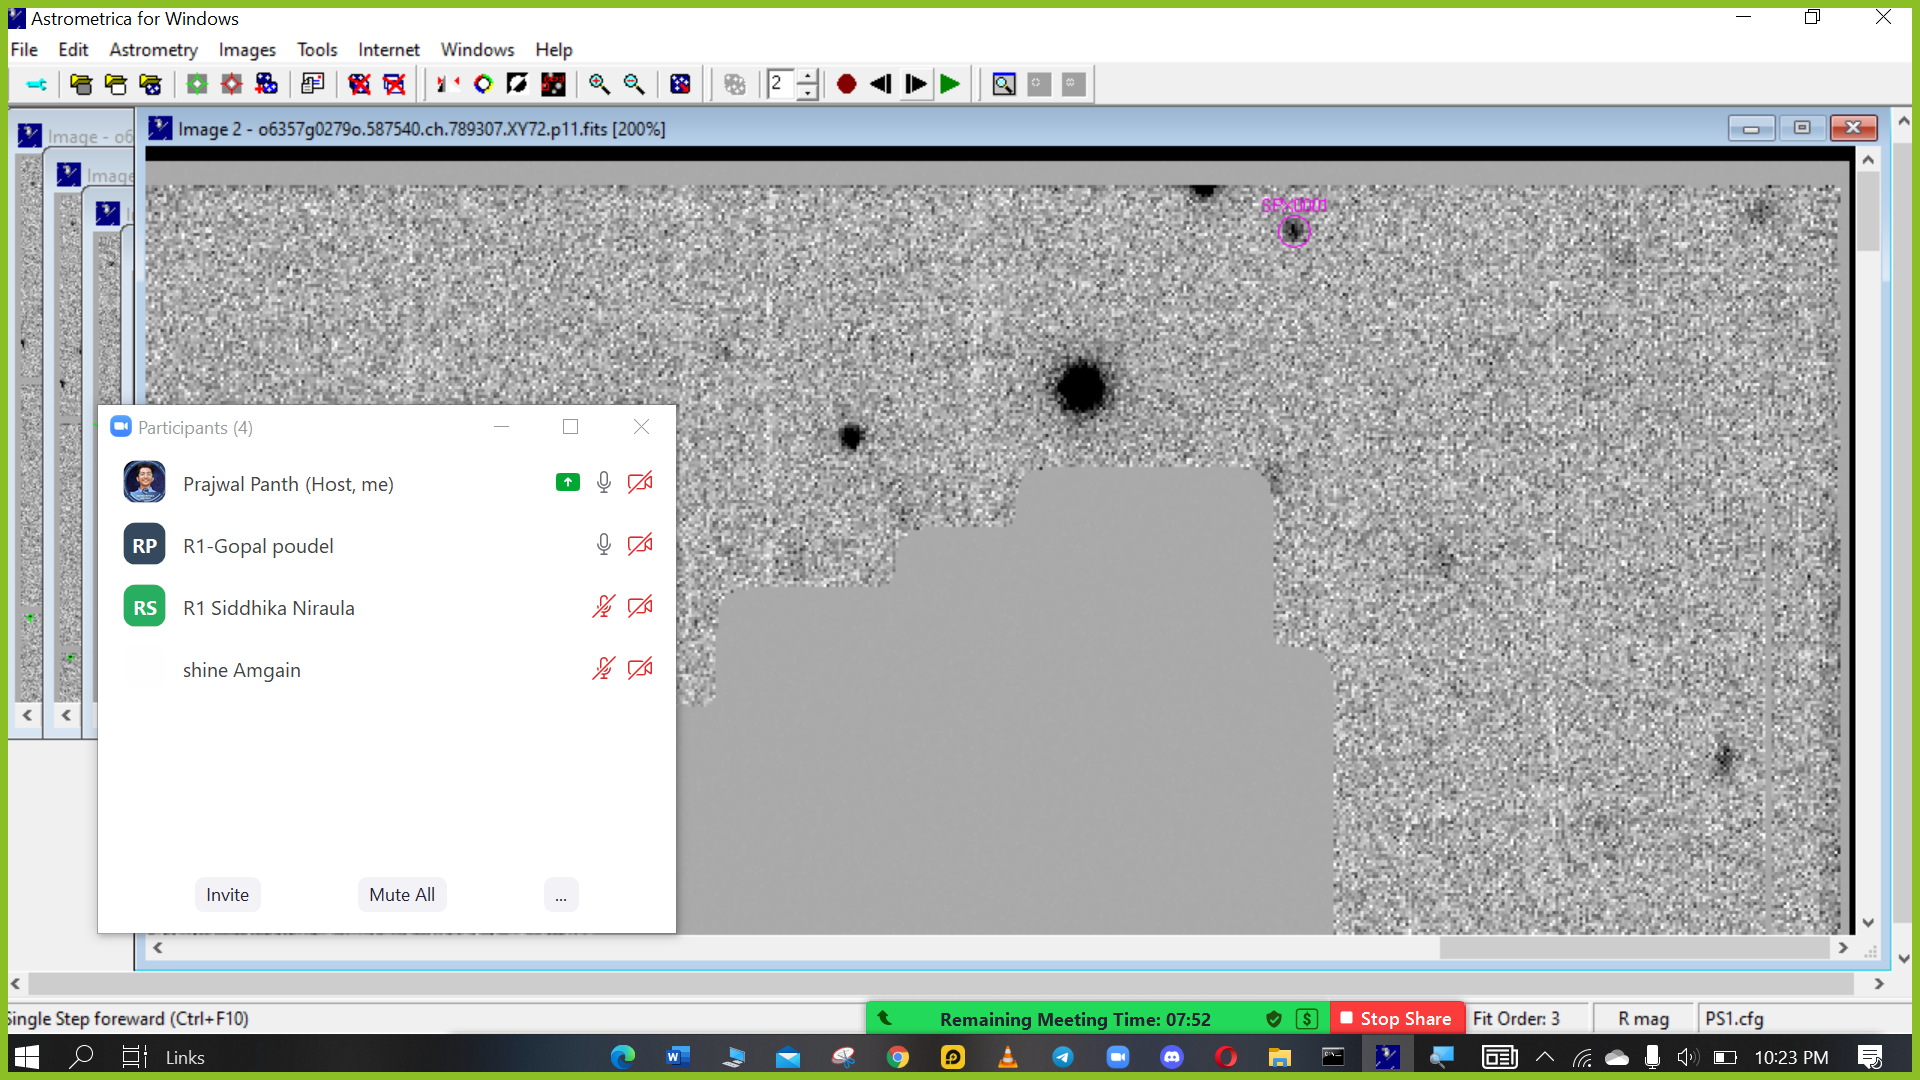 Astrometrica for Windows
File Edit Astrometry Images Tools Internet Windows Help
2
Image - o6
Image 2 - o6357g0279o.587540.ch.789307.XY72.p11.fits [200%]
Image
SFX0001
Participants (4)
Prajwal Panth (Host, me)
RP R1-Gopal poudel
RS R1 Siddhika Niraula
shine Amgain
Invite Mute All ...
Single Step foreward (Ctrl+F10)
Remaining Meeting Time: 07:52
Stop Share
Fit Order: 3
R mag
PS1.cfg
Links
10:23 PM